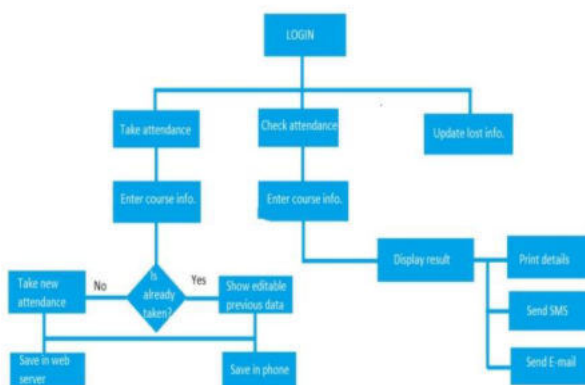 LOGIN
Take attendance
Check attendance
Update lost info.
Enter course info.
Enter course info.
Display result
Print details
Take new
attendance
No
Is
already
taken?
Yes
Show editable
previous data
Send SMS
Save in web
server
Save in phone
Send E-mail